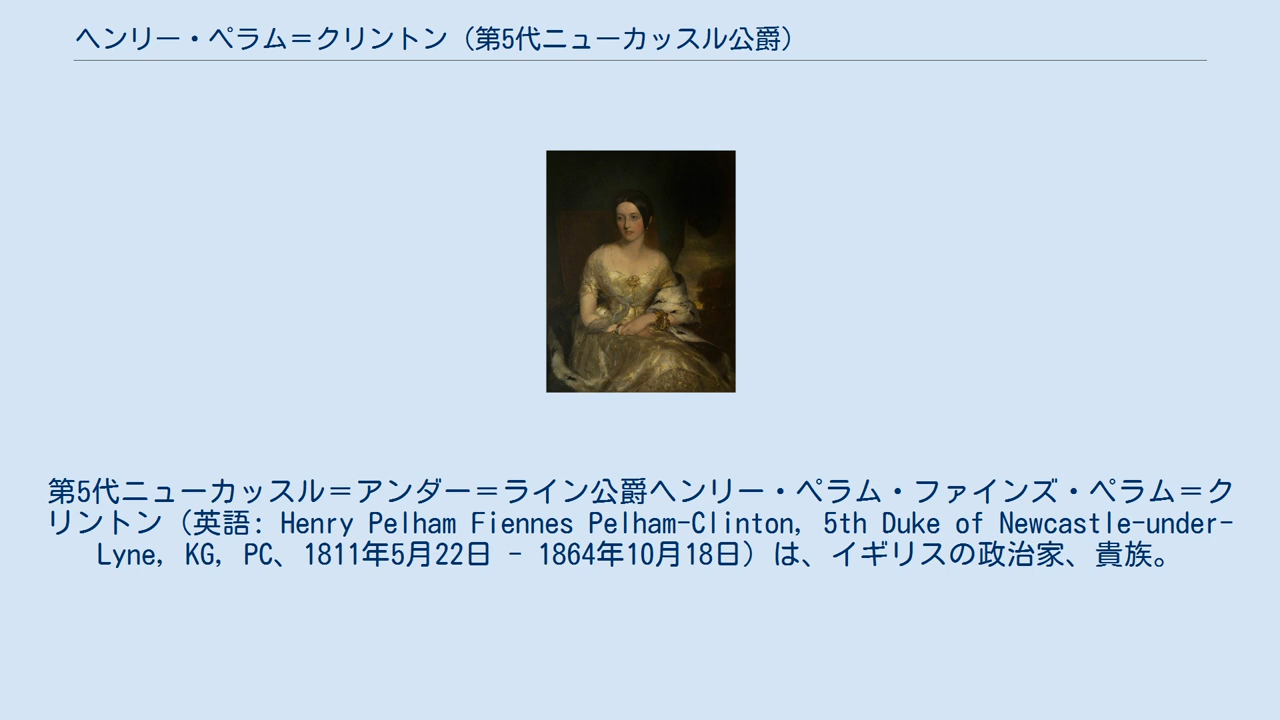 ヘンリー・ペラム＝クリントン（第5代ニューカッスル公爵）
第5代ニューカッスル＝アンダー＝ライン公爵ヘンリー・ペラム・ファインズ・ペラム＝ク
リントン（英語: Henry Pelham Fiennes Pelham-Clinton, 5th Duke of Newcastle-under-
Lyne, KG, PC、1811年5月22日 - 1864年10月18日）は、イギリスの政治家、貴族。